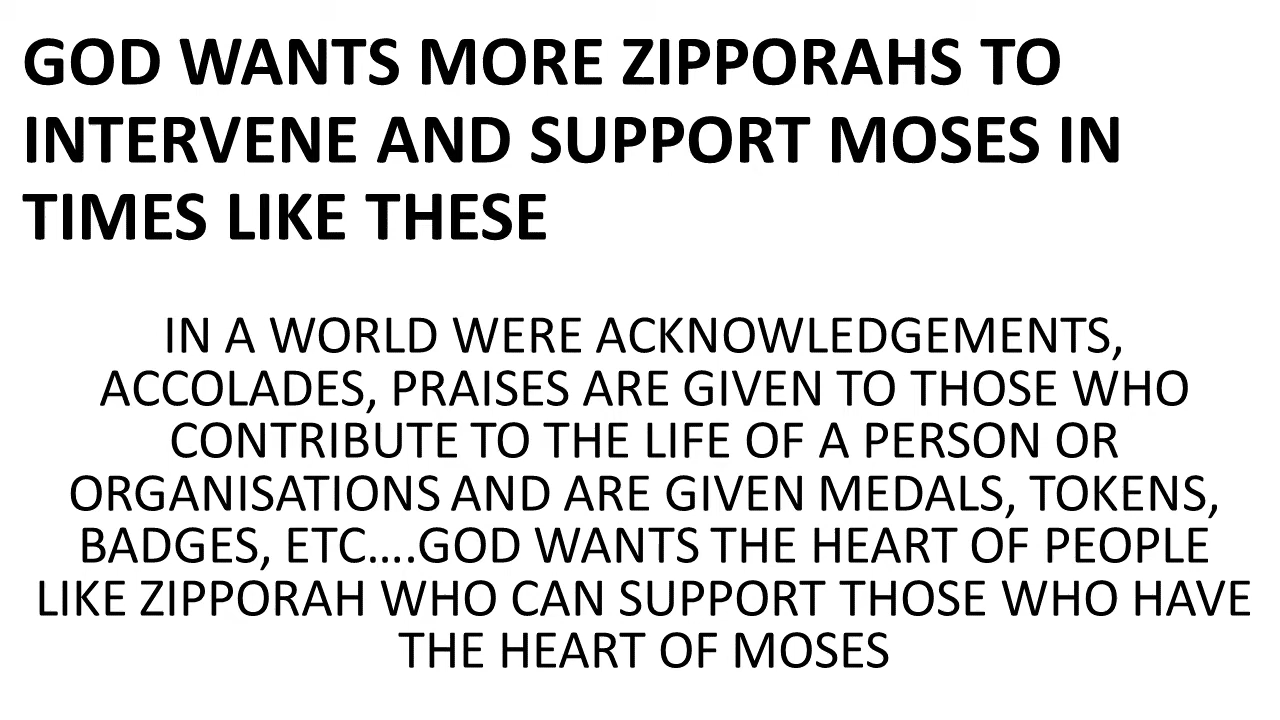 GOD WANTS MORE ZIPPORAHS TO
INTERVENE AND SUPPORT MOSES IN
TIMES LIKE THESE
IN A WORLD WERE ACKNOWLEDGEMENTS,
ACCOLADES, PRAISES ARE GIVEN TO THOSE WHO
CONTRIBUTE TO THE LIFE OF A PERSON OR
ORGANISATIONS AND ARE GIVEN MEDALS, TOKENS,
BADGES, ETC….GOD WANTS THE HEART OF PEOPLE
LIKE ZIPPORAH WHO CAN SUPPORT THOSE WHO HAVE
THE HEART OF MOSES